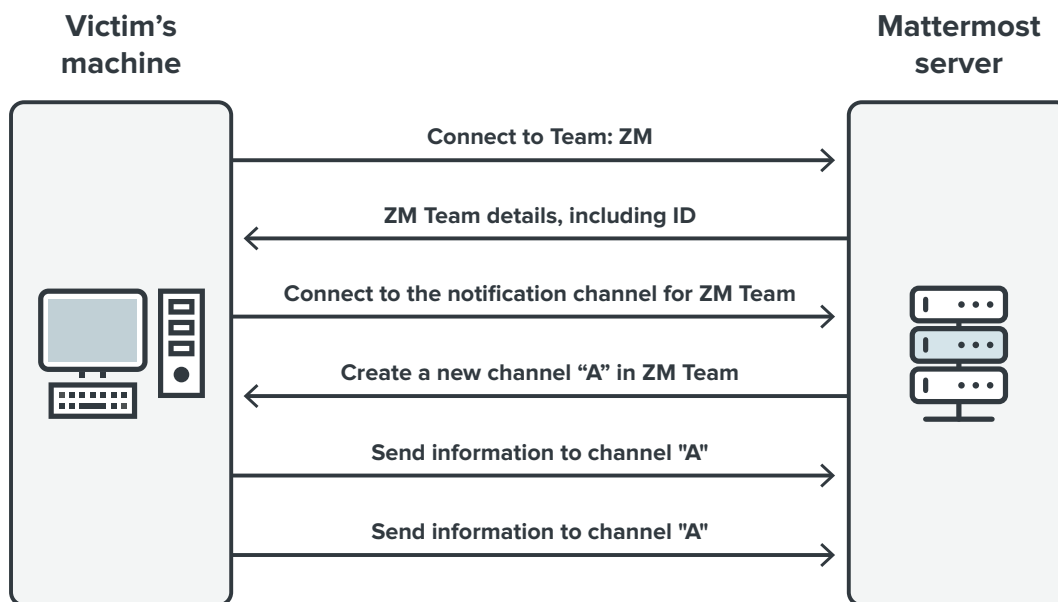 Victim’s
machine
Mattermost
server
Connect to Team: ZM
ZM Team details, including ID
Connect to the notification channel for ZM Team
Create a new channel “A” in ZM Team
Send information to channel "A"
Send information to channel "A"